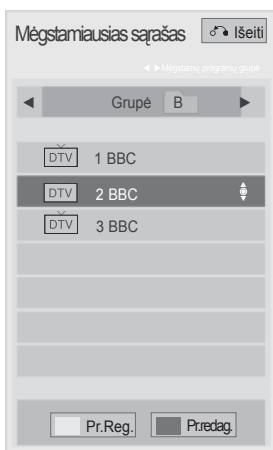 Mėgstamiausias sąrašas Išeiti
Mėgstamų programų grupė
Grupė B
DTV 1 BBC
DTV 2 BBC
DTV 3 BBC
Pr.Reg. Pr.redag.